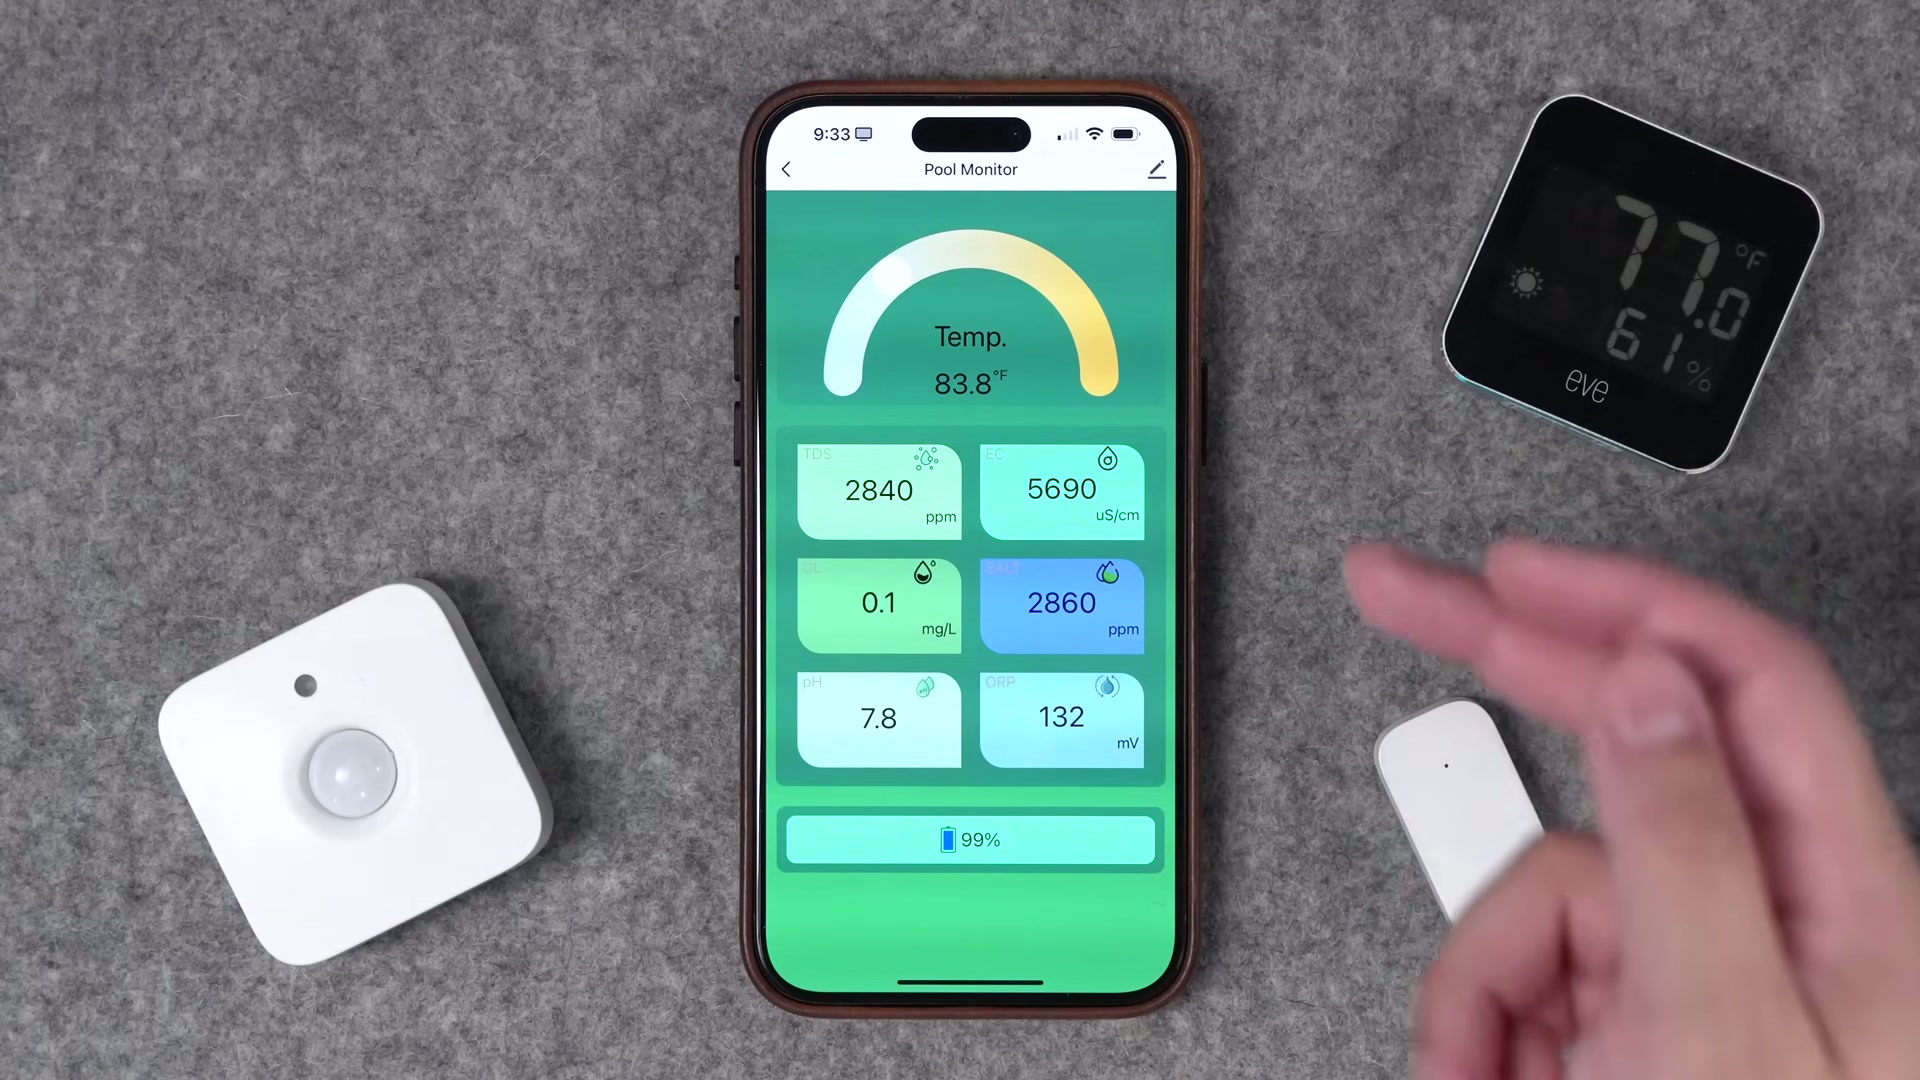 9:33
Pool Monitor
Temp.
83.8°F
TDS
2840
ppm
EC
5690
uS/cm
CL
0.1
mg/L
SALT
2860
ppm
pH
7.8
ORP
132
mV
99%
77.0 °F
61%
eve